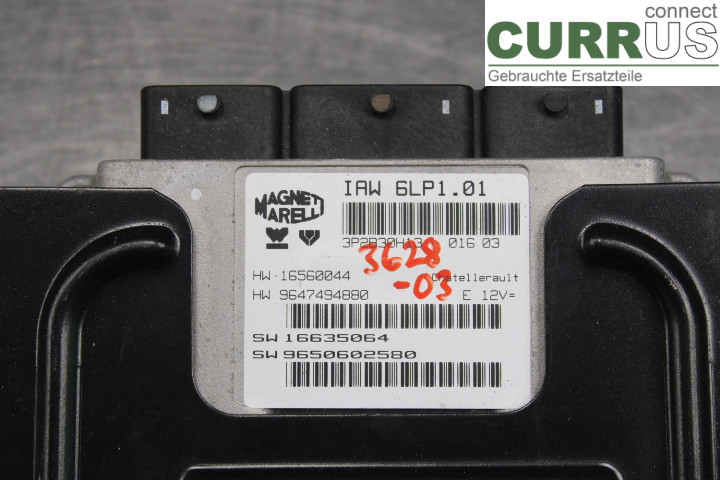 connect
CURRUS
Gebrauchte Ersatzteile
MAGNETI
MARELLI
IAW 6LP1.01
016 03
3628
-03
HW 16560044
Chatellerault
HW 9647494880
E 12V=
SW 16635064
SW 9650602580